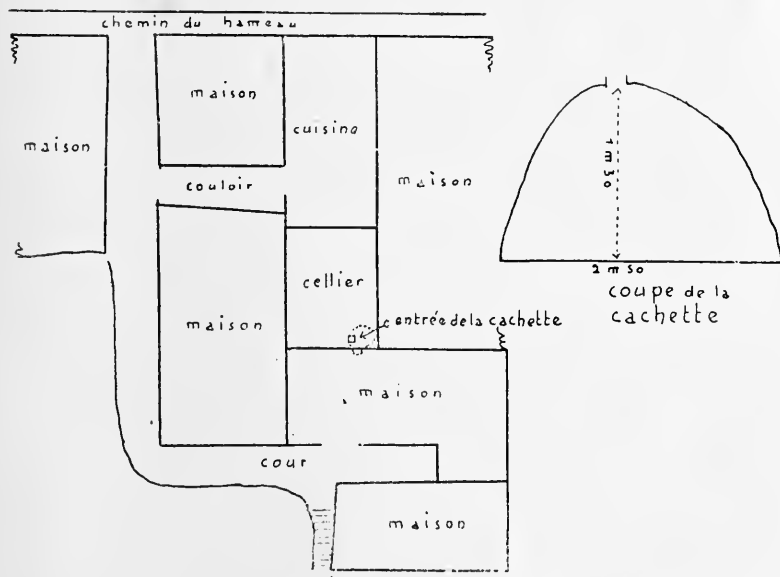 chemin du hameau
maison
cuisine
maison
couloir
maison
1 m 30
2 m 50
coupe de la
cachette
cellier
entrée de la cachette
maison
maison
cour
maison